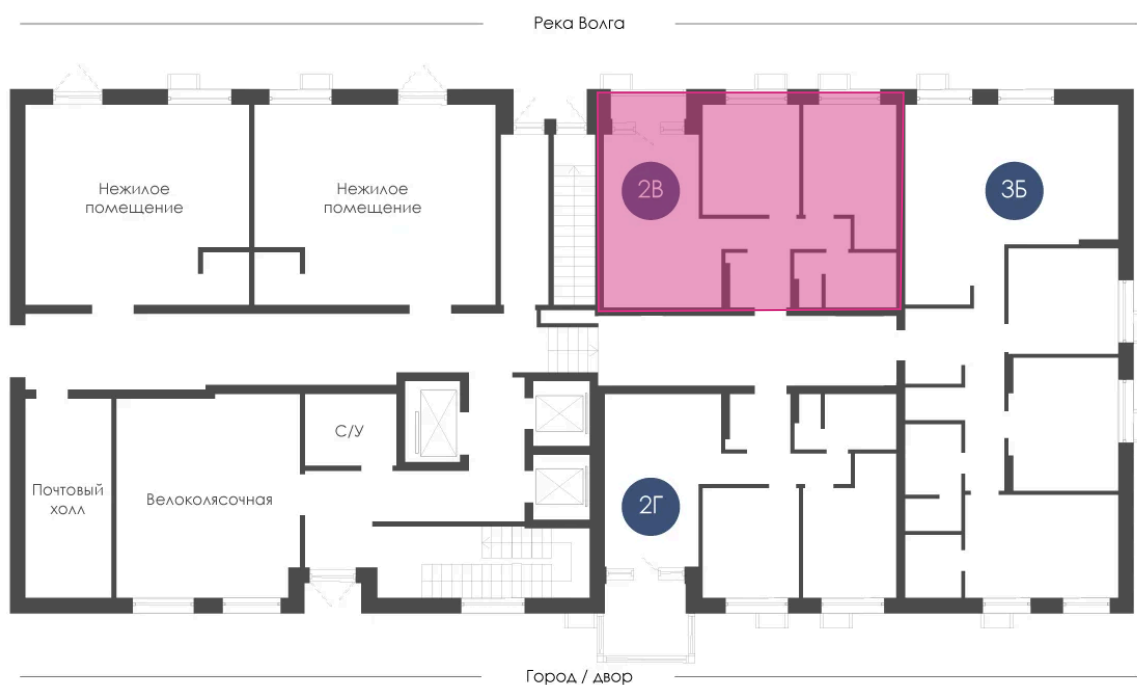 Река Волга
Нежилое
помещение
Нежилое
помещение
2В
3Б
С/У
Почтовый
холл
Велоколясочная
2Г
Город / двор